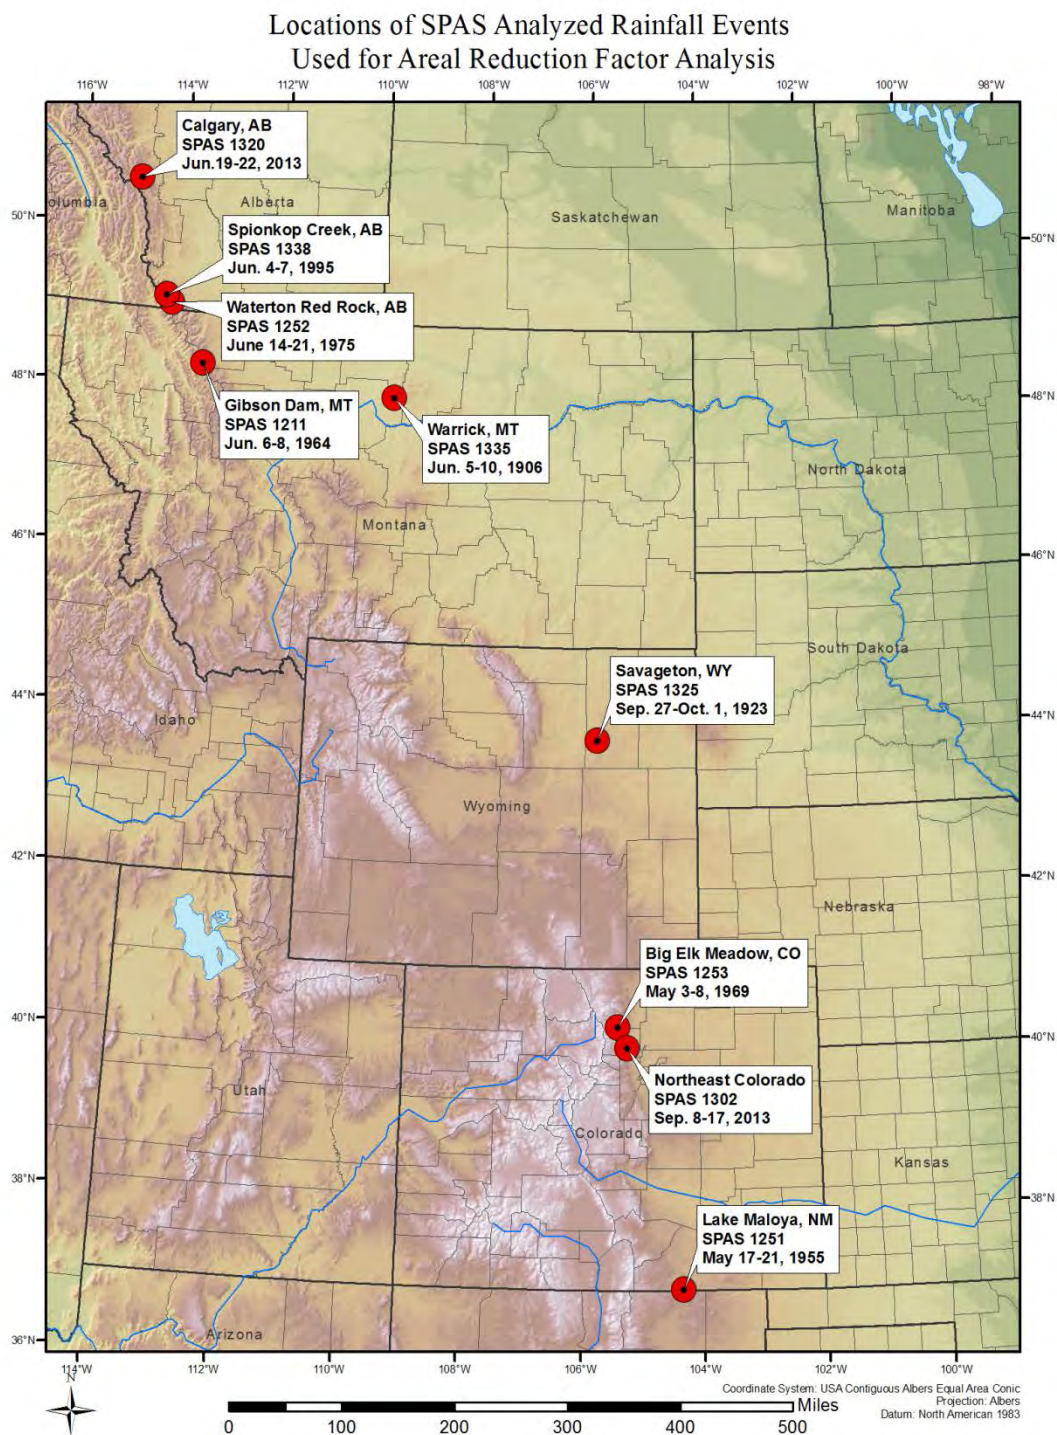 Locations of SPAS Analyzed Rainfall Events
Used for Areal Reduction Factor Analysis
116°W 114°W 112°W 110°W 108°W 106°W 104°W 102°W 100°W 98°W
Calgary, AB
SPAS 1320
Jun.19-22, 2013
olumbia
Alberta
Saskatchewan
Manitoba
50°N
50°N
Spionkop Creek, AB
SPAS 1338
Jun. 4-7, 1995
Waterton Red Rock, AB
SPAS 1252
June 14-21, 1975
48°N
48°N
Gibson Dam, MT
SPAS 1211
Jun. 6-8, 1964
Warrick, MT
SPAS 1335
Jun. 5-10, 1906
North Dakota
Montana
46°N
46°N
South Dakota
Savageton, WY
SPAS 1325
Sep. 27-Oct. 1, 1923
44°N
44°N
Idaho
Wyoming
42°N
42°N
Nebraska
Big Elk Meadow, CO
SPAS 1253
May 3-8, 1969
40°N
40°N
Northeast Colorado
SPAS 1302
Sep. 8-17, 2013
Utah
Colorado
Kansas
38°N
38°N
Lake Maloya, NM
SPAS 1251
May 17-21, 1955
Arizona
36°N
114°W 112°W 110°W 108°W 106°W 104°W 102°W 100°W
N
Coordinate System: USA Contiguous Albers Equal Area Conic
Projection: Albers
Datum: North American 1983
Miles
0 50 100 200 300 400 500